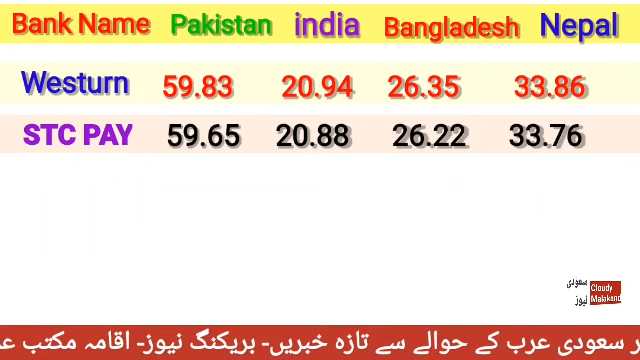 Bank Name Pakistan india Bangladesh Nepal
Westurn 59.83 20.94 26.35 33.86
STC PAY 59.65 20.88 26.22 33.76
سعودی
نیوز
Cloudy
Malakand
سعودی عرب کے حوالے سے تازہ خبریں- بریکنگ نیوز- اقامہ مکتب